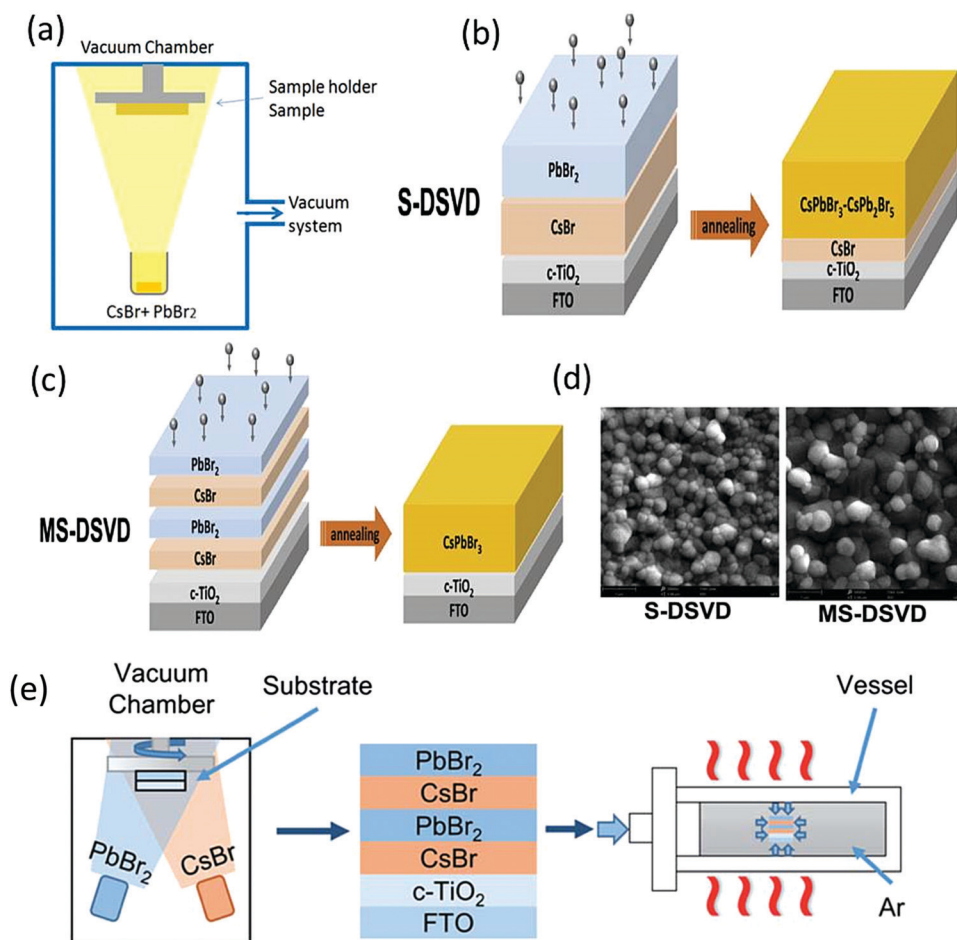 (a)
Vacuum Chamber
Sample holder
Sample
Vacuum
system
CsBr+ PbBr₂
(b)
S-DSVD
PbBr₂
CsBr
c-TiO₂
FTO
annealing
CsPbBr₃-CsPb₂Br₅
CsBr
c-TiO₂
FTO
(c)
MS-DSVD
PbBr₂
CsBr
PbBr₂
CsBr
c-TiO₂
FTO
annealing
CsPbBr₃
c-TiO₂
FTO
(d)
S-DSVD
MS-DSVD
(e)
Vacuum
Chamber
Substrate
PbBr₂
CsBr
PbBr₂
CsBr
PbBr₂
CsBr
c-TiO₂
FTO
Vessel
Ar